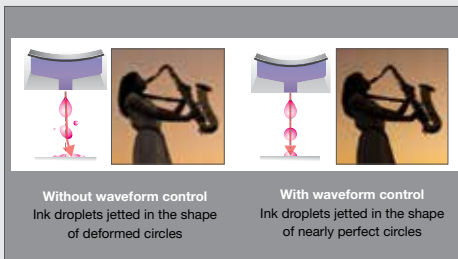 Without waveform control
Ink droplets jetted in the shape
of deformed circles
With waveform control
Ink droplets jetted in the shape
of nearly perfect circles